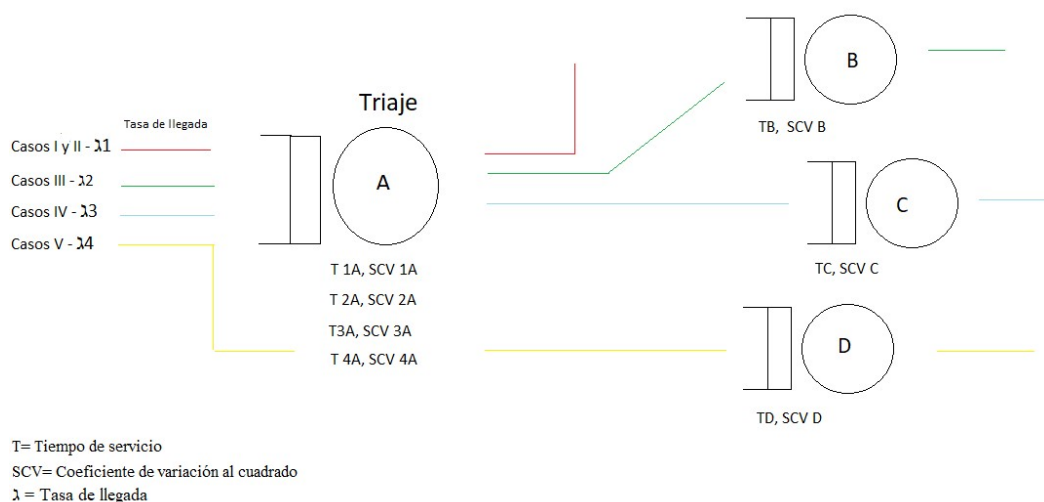 Triaje
Tasa de llegada
Casos I y II - λ1
Casos III - λ2
Casos IV - λ3
Casos V - λ4
A
T 1A, SCV 1A
T 2A, SCV 2A
T3A, SCV 3A
T 4A, SCV 4A
B
TB, SCV B
C
TC, SCV C
D
TD, SCV D
T= Tiempo de servicio
SCV= Coeficiente de variación al cuadrado
λ = Tasa de llegada